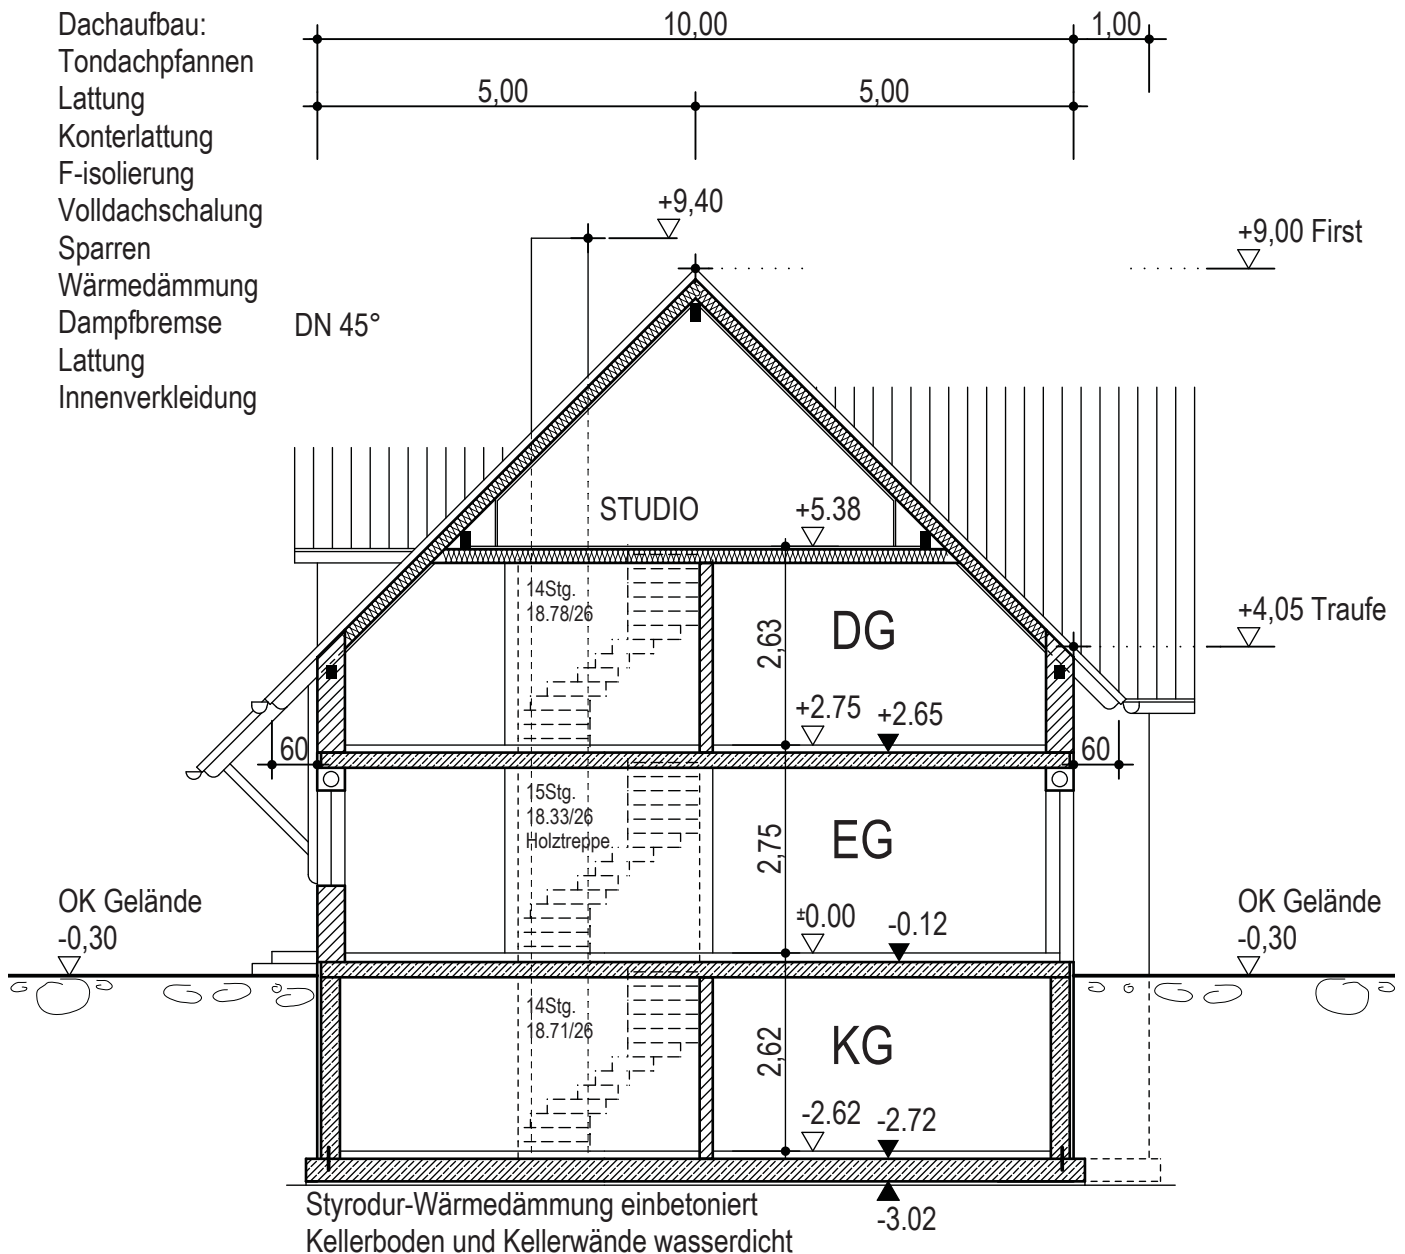 Dachaufbau:
Tondachpfannen
Lattung
Konterlattung
F-isolierung
Volldachschalung
Sparren
Wärmedämmung
Dampfbremse
Lattung
Innenverkleidung
10,00
1,00
5,00
5,00
+9,40
+9,00 First
DN 45°
STUDIO
+5.38
14Stg.
18.78/26
2,63
DG
+4,05 Traufe
+2.75
+2.65
60
60
15Stg.
18.33/26
Holztreppe
2,75
EG
OK Gelände
-0,30
±0.00
-0.12
OK Gelände
-0,30
14Stg.
18.71/26
2,62
KG
-2.62
-2.72
Styrodur-Wärmedämmung einbetoniert
Kellerboden und Kellerwände wasserdicht
-3.02